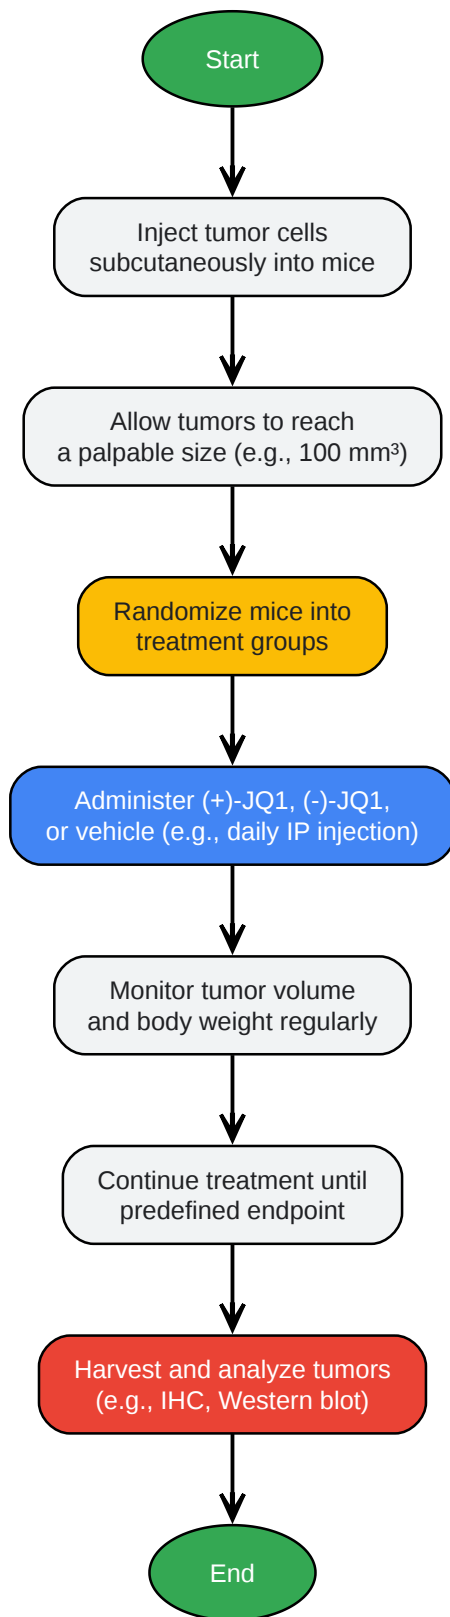 Start
Inject tumor cells
subcutaneously into mice
Allow tumors to reach
a palpable size (e.g., 100 mm³)
Randomize mice into
treatment groups
Administer (+)-JQ1, (-)-JQ1,
or vehicle (e.g., daily IP injection)
Monitor tumor volume
and body weight regularly
Continue treatment until
predefined endpoint
Harvest and analyze tumors
(e.g., IHC, Western blot)
End